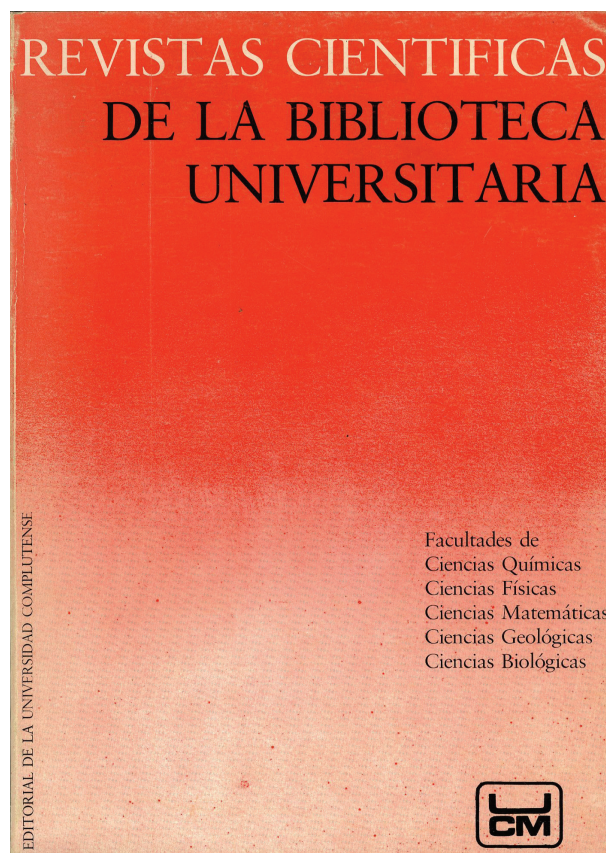 REVISTAS CIENTIFICAS
DE LA BIBLIOTECA
UNIVERSITARIA
Facultades de
Ciencias Químicas
Ciencias Físicas
Ciencias Matemáticas
Ciencias Geológicas
Ciencias Biológicas
EDITORIAL DE LA UNIVERSIDAD COMPLUTENSE
UCM